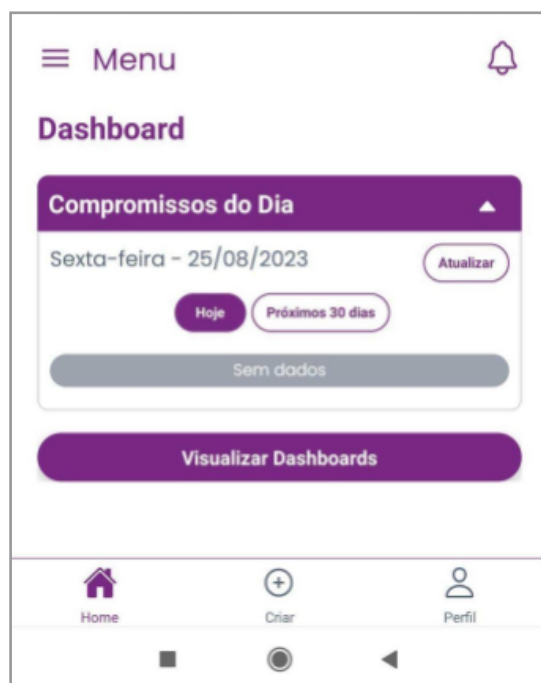 Menu
Dashboard
Compromissos do Dia
Sexta-feira - 25/08/2023
Atualizar
Hoje
Próximos 30 dias
Sem dados
Visualizar Dashboards
Home
Criar
Perfil